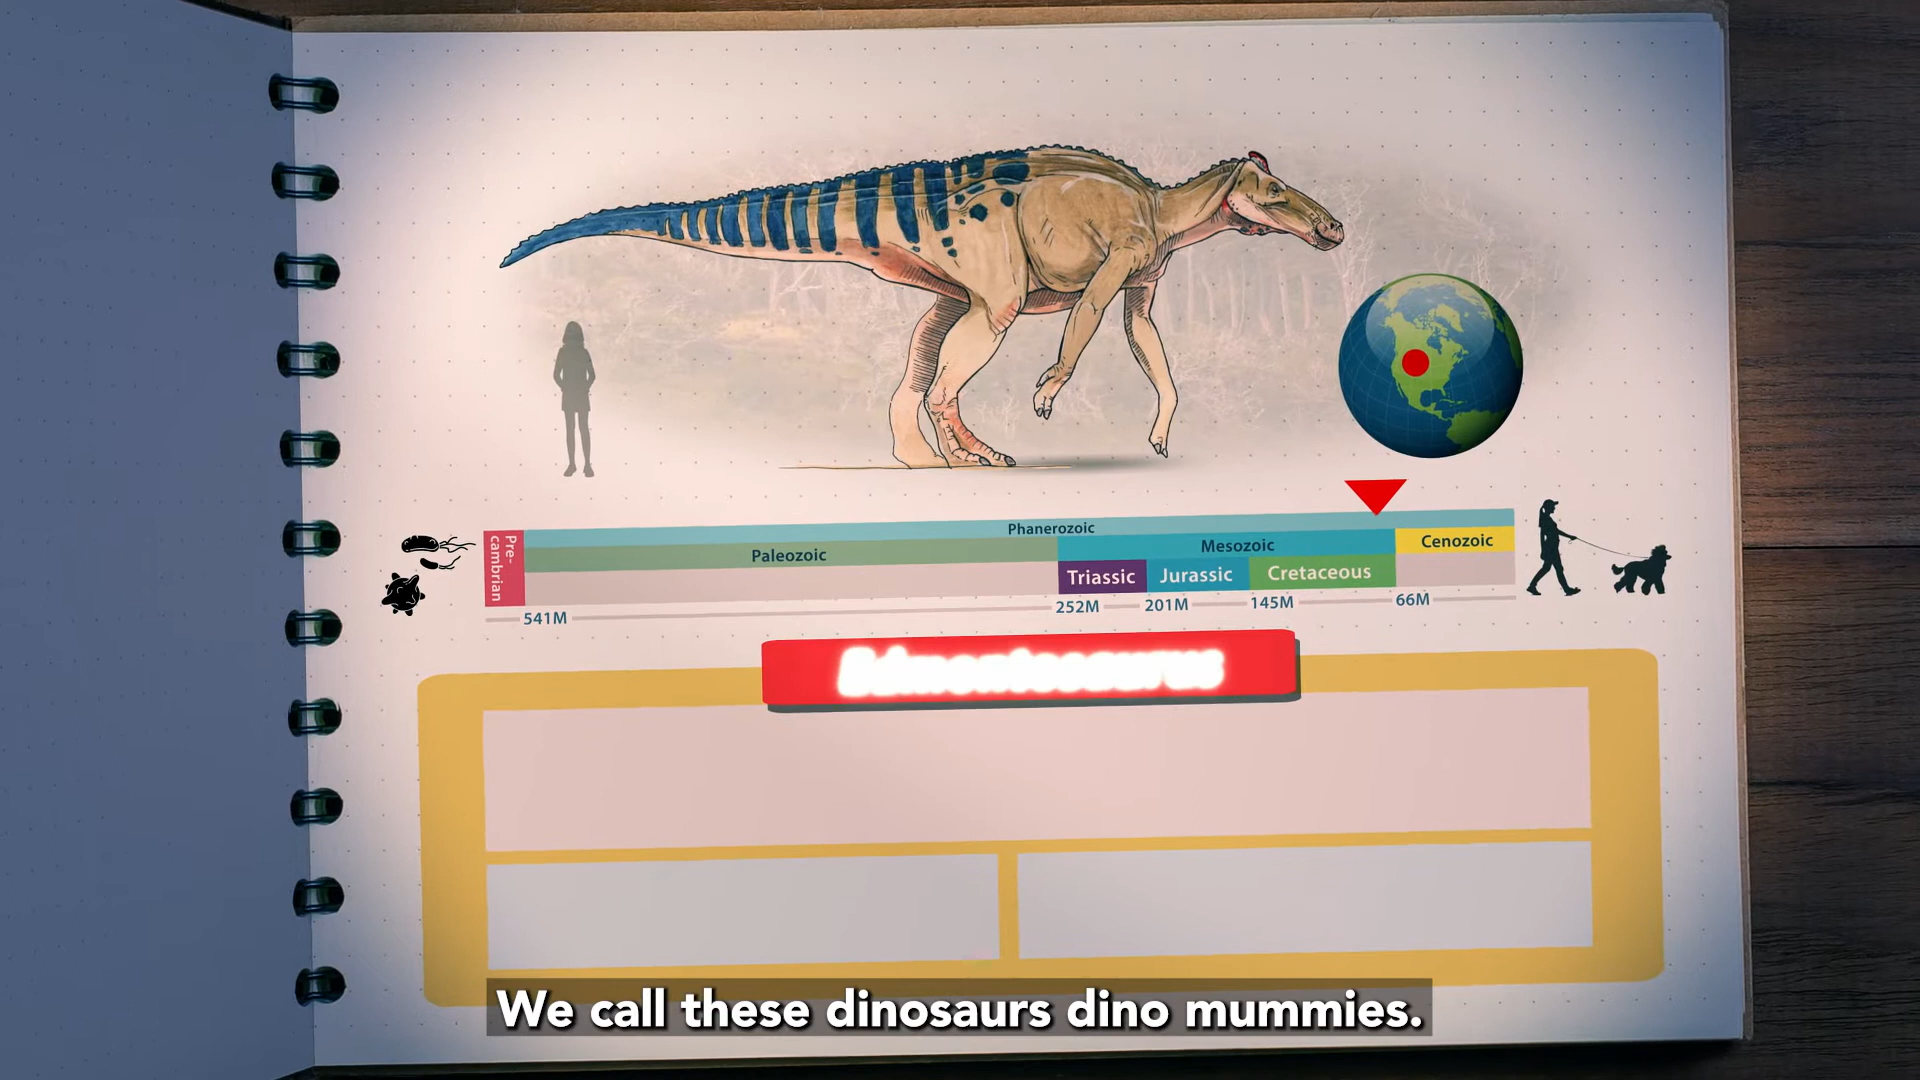 Phanerozoic
Pre-
cambrian
Paleozoic
Mesozoic
Cenozoic
Triassic
Jurassic
Cretaceous
541M
252M
201M
145M
66M
Edmontosaurus
We call these dinosaurs dino mummies.